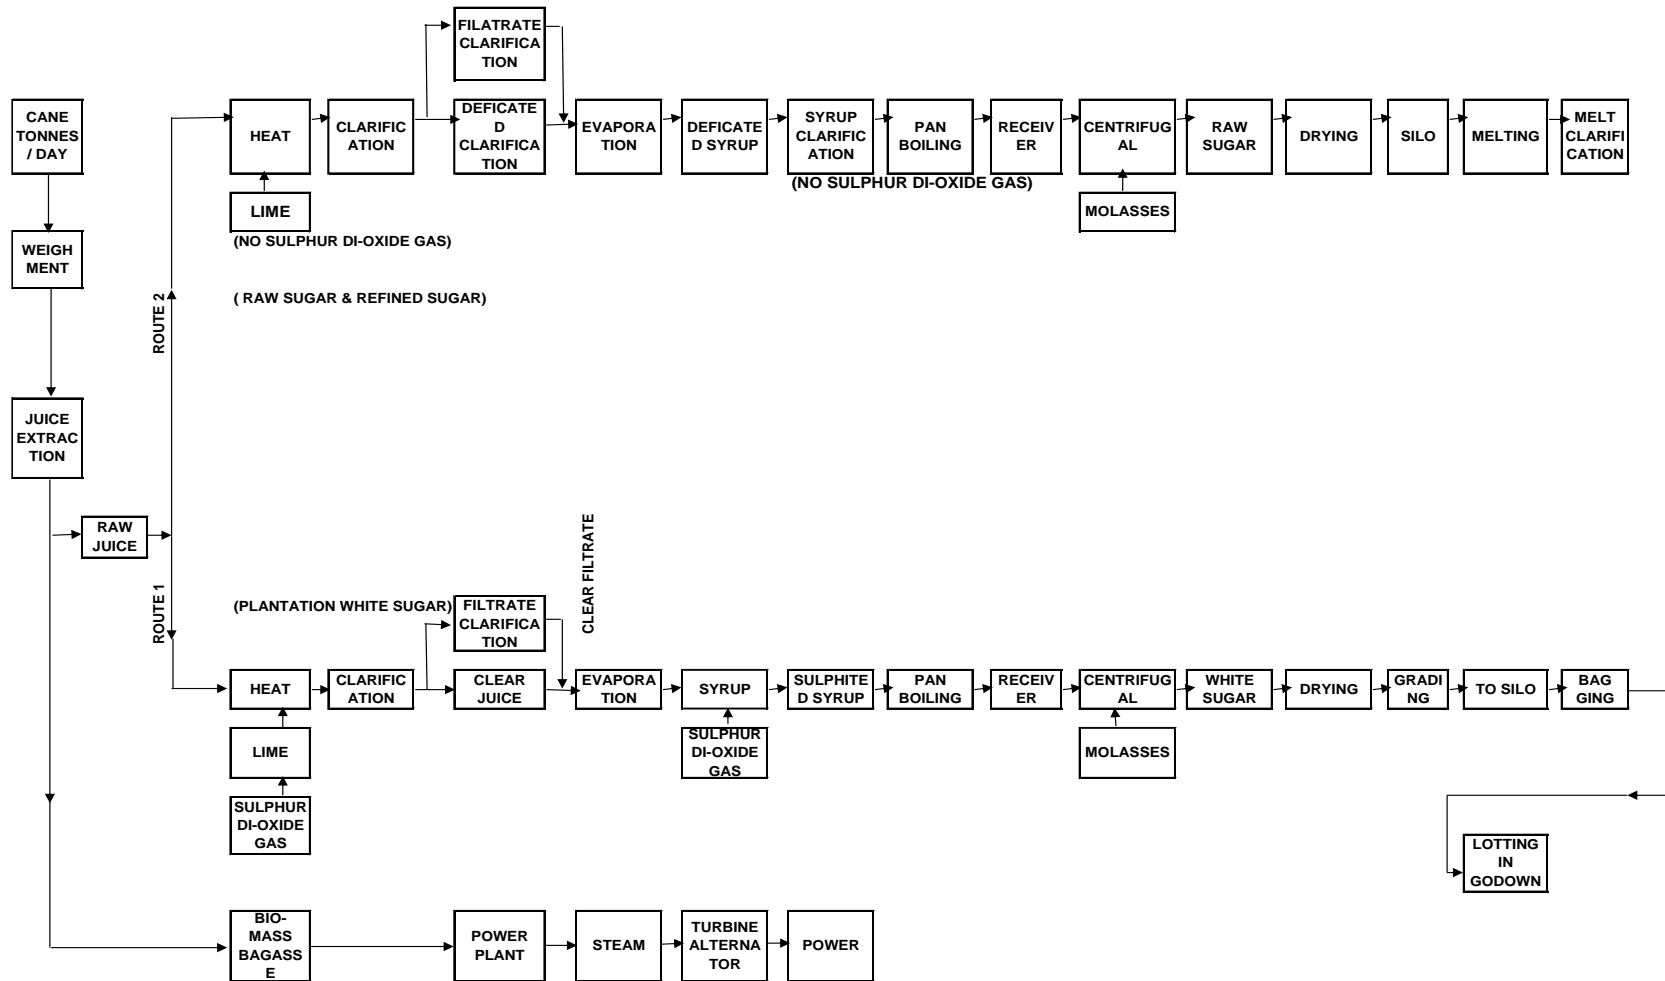 CANE
TONNES
/ DAY
WEIGH
MENT
JUICE
EXTRAC
TION
RAW
JUICE
ROUTE 2
ROUTE 1
FILATRATE
CLARIFICA
TION
HEAT
CLARIFIC
ATION
DEFICATE
D
CLARIFICA
TION
EVAPORA
TION
DEFICATE
D SYRUP
SYRUP
CLARIFIC
ATION
PAN
BOILING
RECEIV
ER
CENTRIFUG
AL
RAW
SUGAR
DRYING
SILO
MELTING
MELT
CLARIFI
CATION
(NO SULPHUR DI-OXIDE GAS)
LIME
MOLASSES
(NO SULPHUR DI-OXIDE GAS)
( RAW SUGAR & REFINED SUGAR)
CLEAR FILTRATE
(PLANTATION WHITE SUGAR)
FILTRATE
CLARIFICA
TION
HEAT
CLARIFIC
ATION
CLEAR
JUICE
EVAPORA
TION
SYRUP
SULPHITE
D SYRUP
PAN
BOILING
RECEIV
ER
CENTRIFUG
AL
WHITE
SUGAR
DRYING
GRADI
NG
TO SILO
BAG
GING
LIME
SULPHUR
DI-OXIDE
GAS
MOLASSES
SULPHUR
DI-OXIDE
GAS
LOTTING
IN
GODOWN
BIO-
MASS
BAGASS
E
POWER
PLANT
STEAM
TURBINE
ALTERNA
TOR
POWER